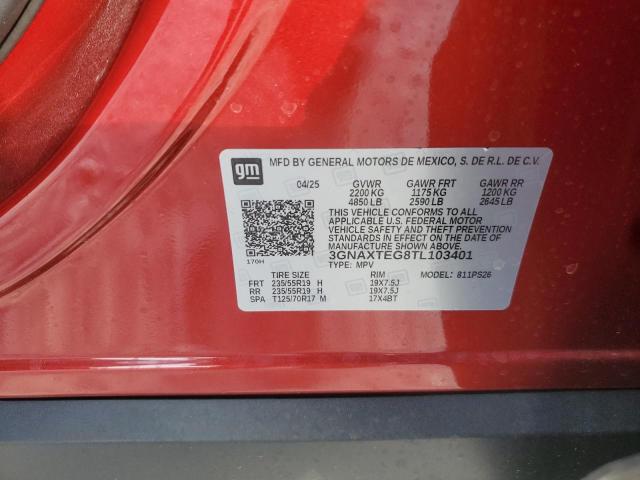 gm
MFD BY GENERAL MOTORS DE MEXICO, S. DE R.L. DE C.V.
04/25 GVWR GAWR FRT GAWR RR
2200 KG 1175 KG 1200 KG
4850 LB 2590 LB 2645 LB
THIS VEHICLE CONFORMS TO ALL
APPLICABLE U.S. FEDERAL MOTOR
VEHICLE SAFETY AND THEFT PREVENTION
STANDARDS IN EFFECT ON THE DATE OF
MANUFACTURE SHOWN ABOVE.
3GNAXTEG8TL103401
170H TYPE: MPV
TIRE SIZE RIM MODEL: 811PS26
FRT 235/55R19 H 19X7.5J
RR 235/55R19 H 19X7.5J
SPA T125/70R17 M 17X4BT